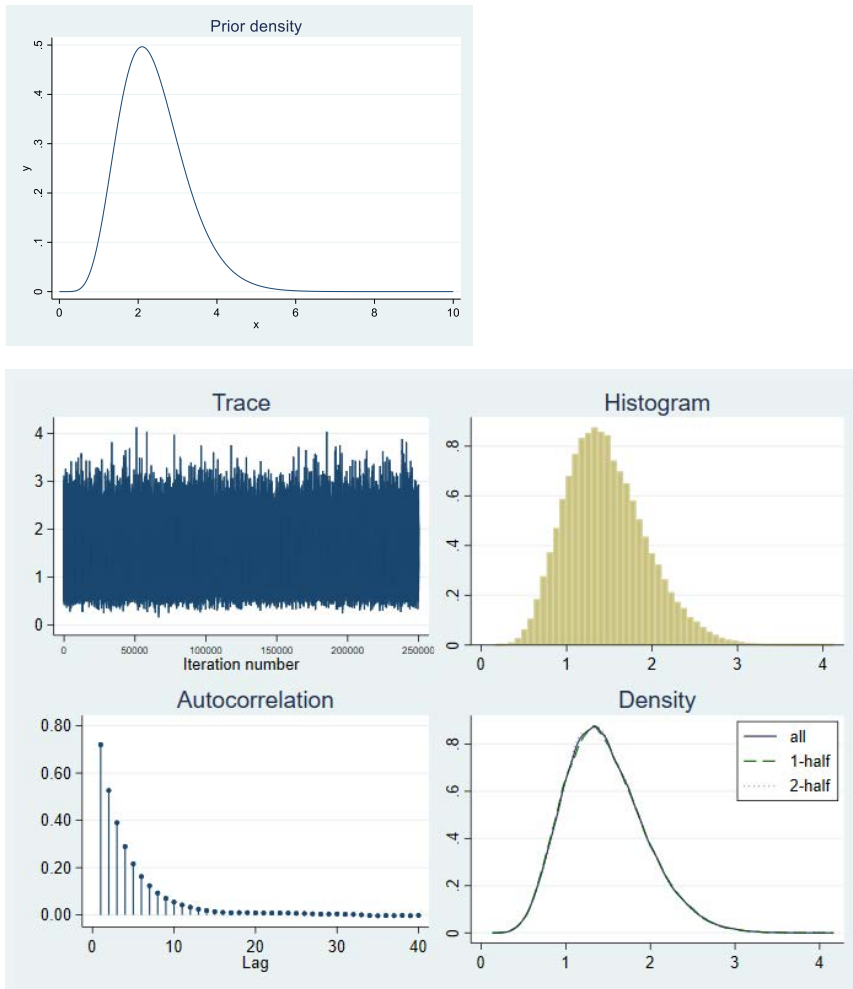 Prior density
.5
.4
.3
.2
.1
0
y
0 2 4 6 8 10
x
Trace
4
3
2
1
0
0 50000 100000 150000 200000 250000
Iteration number
Histogram
.8
.6
.4
.2
0
0 1 2 3 4
Autocorrelation
0.80
0.60
0.40
0.20
0.00
0 10 20 30 40
Lag
Density
.8
.6
.4
.2
0
all
1-half
2-half
0 1 2 3 4